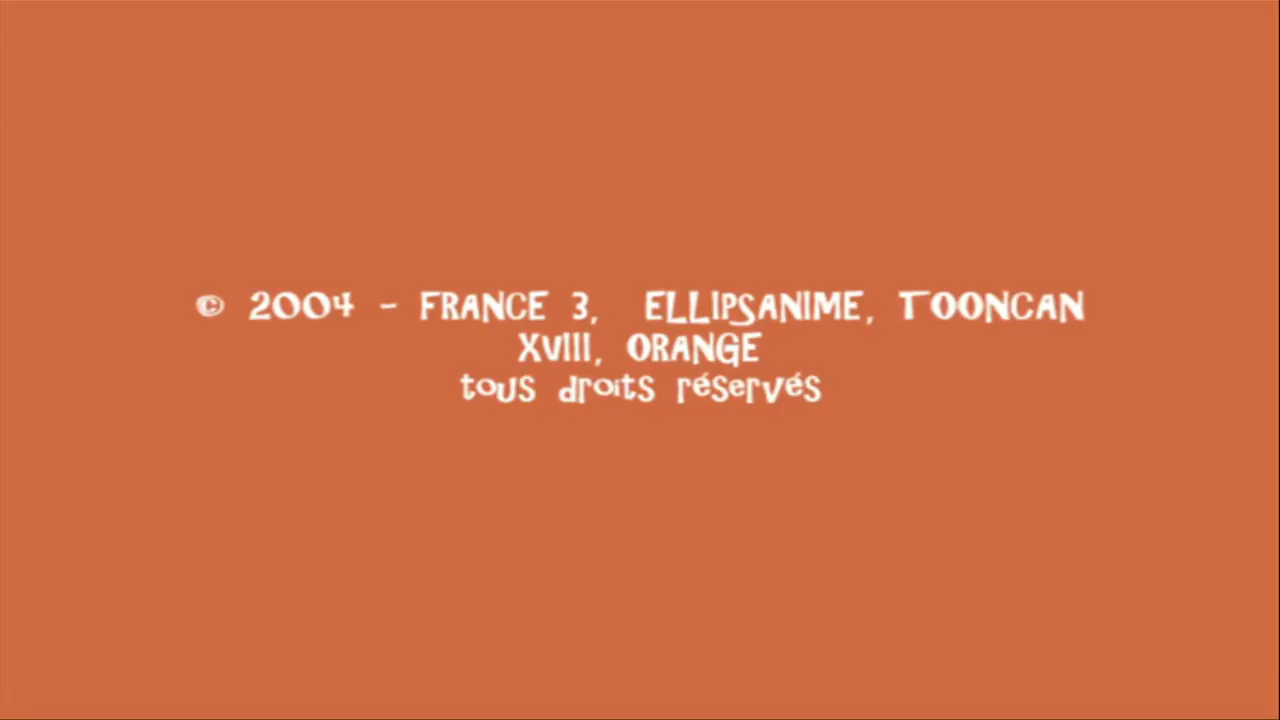 © 2004 - FRANCE 3, ELLIPSANIME, TOONCAN
XVIII, ORANGE
tous droits réservés